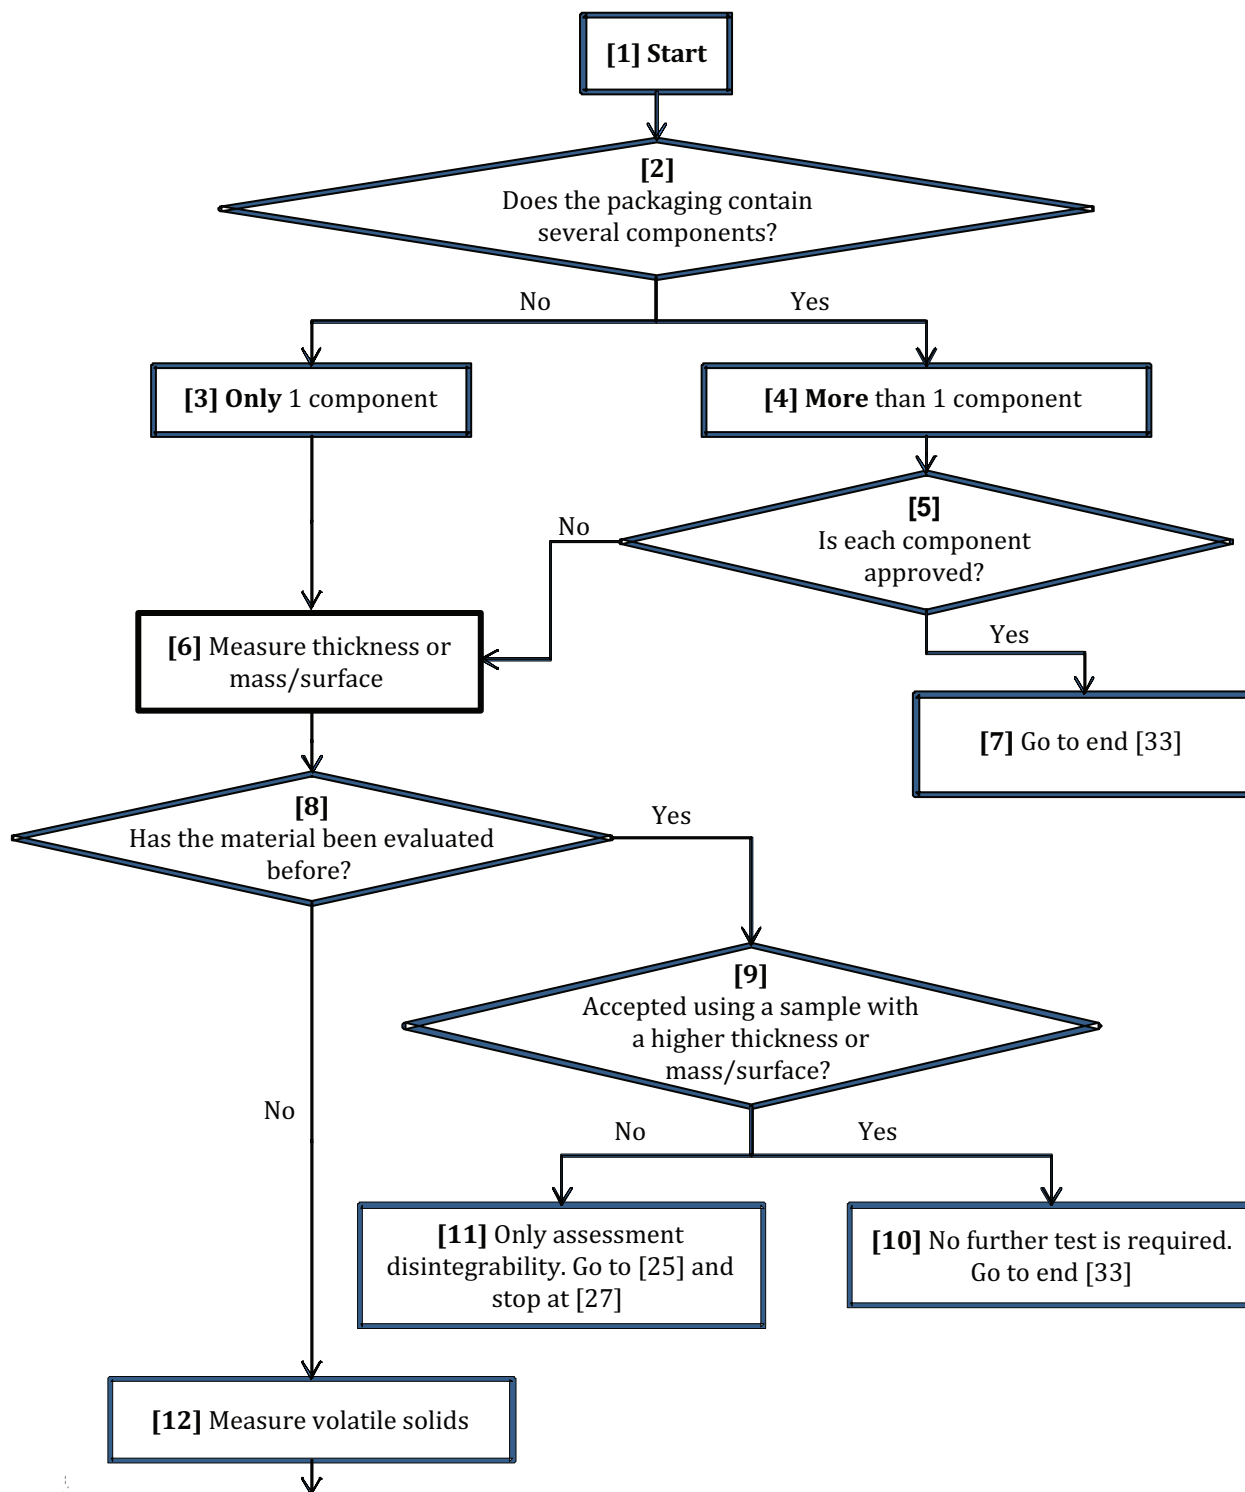 [1] Start
[2]
Does the packaging contain
several components?
No
Yes
[3] Only 1 component
[4] More than 1 component
[5]
Is each component
approved?
No
Yes
[6] Measure thickness or
mass/surface
[7] Go to end [33]
[8]
Has the material been evaluated
before?
Yes
[9]
Accepted using a sample with
a higher thickness or
mass/surface?
No
No
Yes
[11] Only assessment
disintegrability. Go to [25] and
stop at [27]
[10] No further test is required.
Go to end [33]
[12] Measure volatile solids